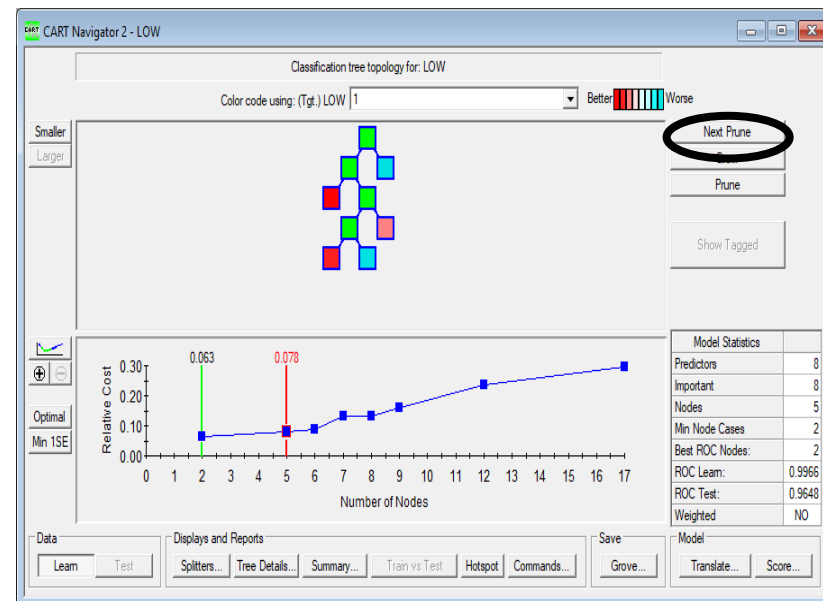 CART CART Navigator 2 - LOW
Classification tree topology for: LOW
Color code using: (Tgt.) LOW 1 Better Worse
Smaller
Larger
Next Prune
Prune
Show Tagged
0.063 0.078
Relative Cost
0.30
0.20
0.10
0.00
0 1 2 3 4 5 6 7 8 9 10 11 12 13 14 15 16 17
Number of Nodes
Optimal
Min 1SE
Model Statistics
Predictors 8
Important 8
Nodes 5
Min Node Cases 2
Best ROC Nodes: 2
ROC Learn: 0.9966
ROC Test: 0.9648
Weighted NO
Data
Learn Test
Displays and Reports
Splitters... Tree Details... Summary... Train vs Test Hotspot Commands...
Save
Grove...
Model
Translate... Score...